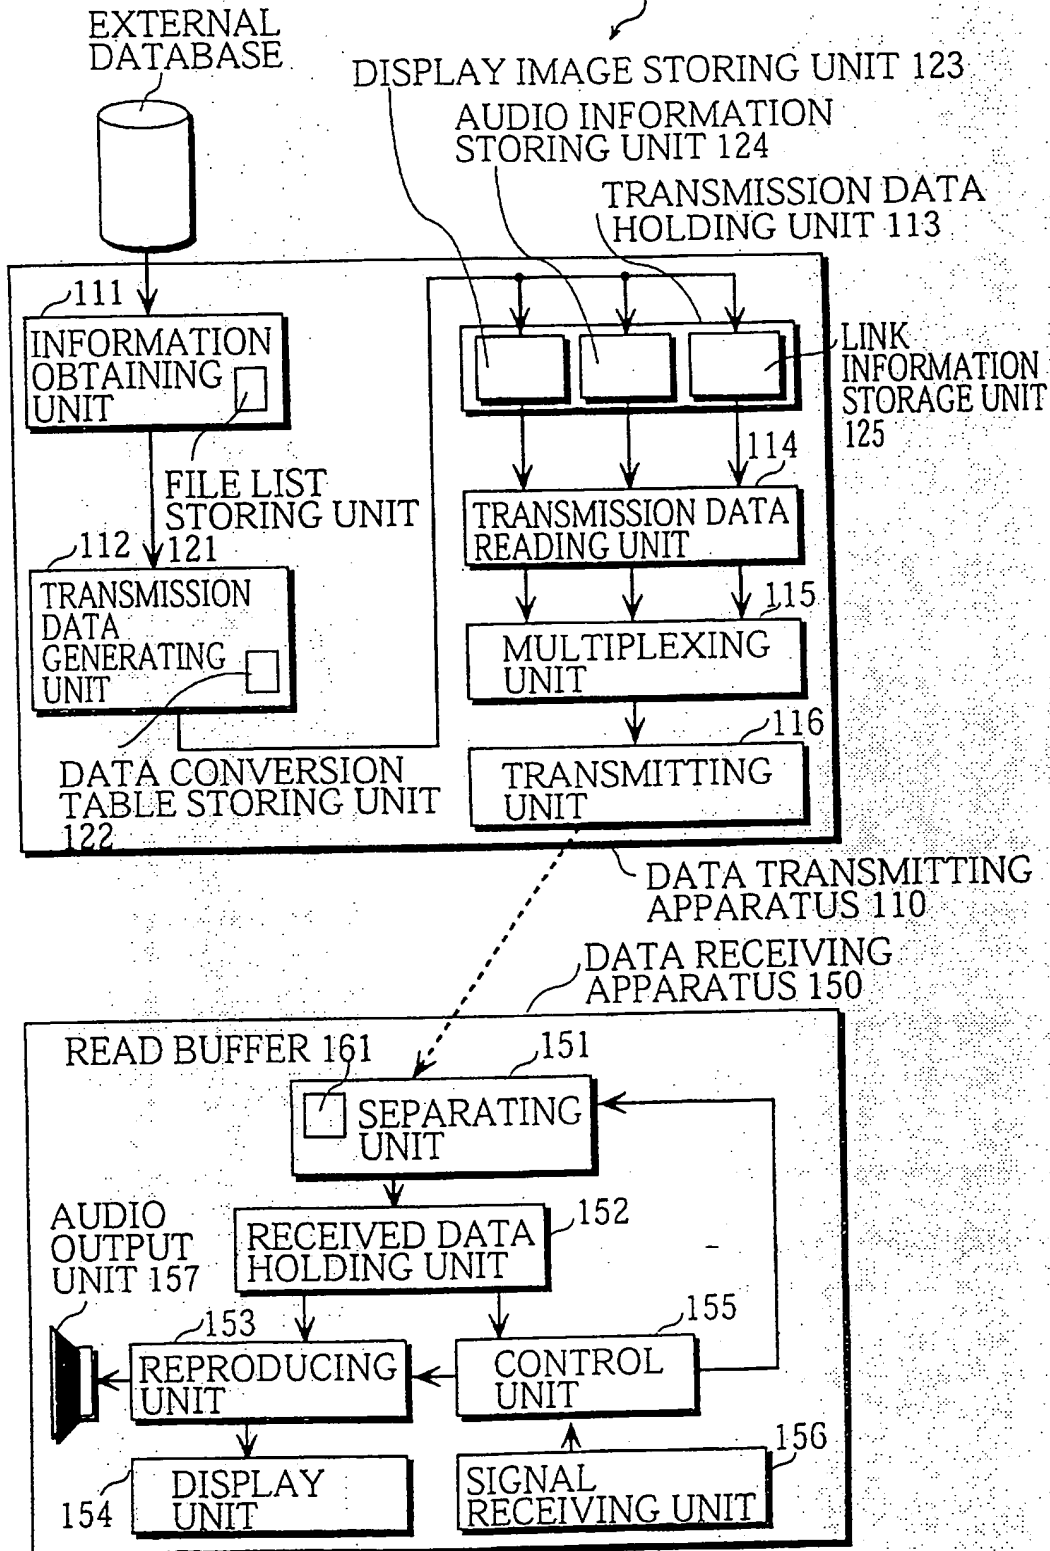 EXTERNAL
DATABASE
DISPLAY IMAGE STORING UNIT 123
AUDIO INFORMATION
STORING UNIT 124
TRANSMISSION DATA
HOLDING UNIT 113
111
INFORMATION
OBTAINING
UNIT
LINK
INFORMATION
STORAGE UNIT
125
FILE LIST
STORING UNIT
121
114
TRANSMISSION DATA
READING UNIT
112
TRANSMISSION
DATA
GENERATING
UNIT
115
MULTIPLEXING
UNIT
116
TRANSMITTING
UNIT
DATA CONVERSION
TABLE STORING UNIT
122
DATA TRANSMITTING
APPARATUS 110
DATA RECEIVING
APPARATUS 150
READ BUFFER 161
151
SEPARATING
UNIT
AUDIO
OUTPUT
UNIT 157
152
RECEIVED DATA
HOLDING UNIT
153
REPRODUCING
UNIT
155
CONTROL
UNIT
154
DISPLAY
UNIT
156
SIGNAL
RECEIVING UNIT